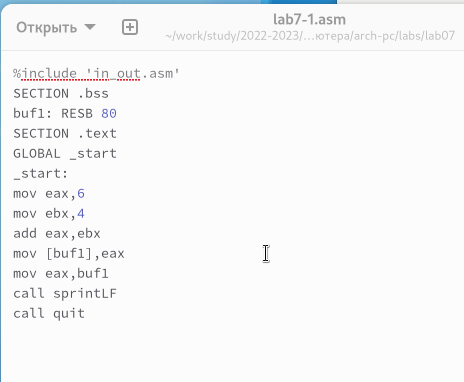 Открыть
lab7-1.asm
~/work/study/2022-2023/...ютера/arch-pc/labs/lab07
%include 'in_out.asm'
SECTION .bss
buf1: RESB 80
SECTION .text
GLOBAL _start
_start:
mov eax,6
mov ebx,4
add eax,ebx
mov [buf1],eax
mov eax,buf1
call sprintLF
call quit